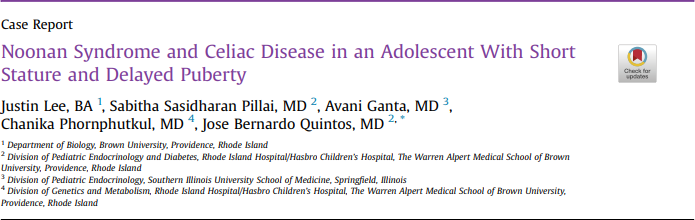 Case Report
Noonan Syndrome and Celiac Disease in an Adolescent With Short
Stature and Delayed Puberty
Check for
updates
Justin Lee, BA 1, Sabitha Sasidharan Pillai, MD 2, Avani Ganta, MD 3,
Chanika Phornphutkul, MD 4, Jose Bernardo Quintos, MD 2, *
1 Department of Biology, Brown University, Providence, Rhode Island
2 Division of Pediatric Endocrinology and Diabetes, Rhode Island Hospital/Hasbro Children's Hospital, The Warren Alpert Medical School of Brown
University, Providence, Rhode Island
3 Division of Pediatric Endocrinology, Southern Illinois University School of Medicine, Springfield, Illinois
4 Division of Genetics and Metabolism, Rhode Island Hospital/Hasbro Children's Hospital, The Warren Alpert Medical School of Brown University,
Providence, Rhode Island